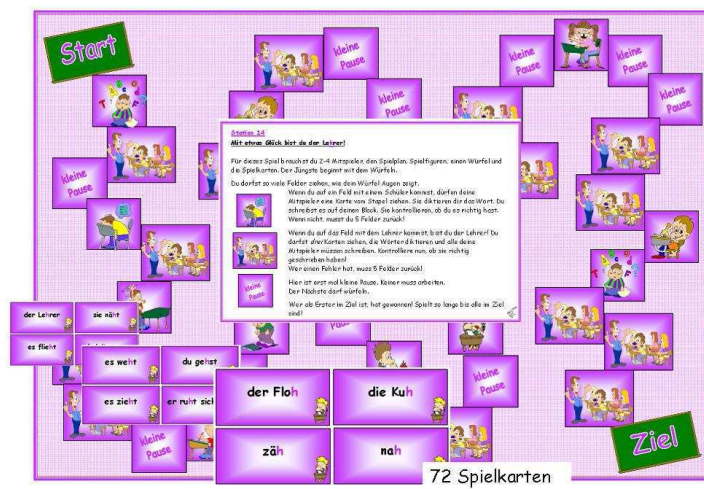 Start
kleine
Pause
kleine
Pause
kleine
Pause
kleine
Pause
kleine
Pause
kleine
Pause
Station 14
Mit etwas Glück bist du der Lehrer!
Für dieses Spiel brauchst du 2-4 Mitspieler, den Spielplan, Spielfiguren, einen Würfel und
die Spielkarten. Der Jüngste beginnt mit dem Würfeln.
Du darfst so viele Felder ziehen, wie dein Würfel Augen zeigt.
Wenn du auf ein Feld mit einem Schüler kommst, dürfen deine
Mitspieler eine Karte vom Stapel ziehen. Sie diktieren dir das Wort. Du
schreibst es auf deinen Block. Sie kontrollieren, ob du es richtig hast.
Wenn nicht, musst du 5 Felder zurück!
Wenn du auf das Feld mit dem Lehrer kommst, bist du der Lehrer! Du
darfst drei Karten ziehen, die Wörter diktieren und alle deine
Mitspieler müssen schreiben. Kontrolliere nun, ob sie richtig
geschrieben haben!
Wer einen Fehler hat, muss 5 Felder zurück!
kleine
Pause
Hier ist erst mal kleine Pause. Keiner muss arbeiten.
Der Nächste darf würfeln.
Wer als Erster im Ziel ist, hat gewonnen! Spielt so lange bis alle im Ziel
sind!
der Lehrer
sie näht
es flieht
es weht
du gehst
es zieht
er ruht sich
der Floh
die Kuh
zäh
nah
Pause
kleine
Pause
kleine
Pause
Ziel
72 Spielkarten